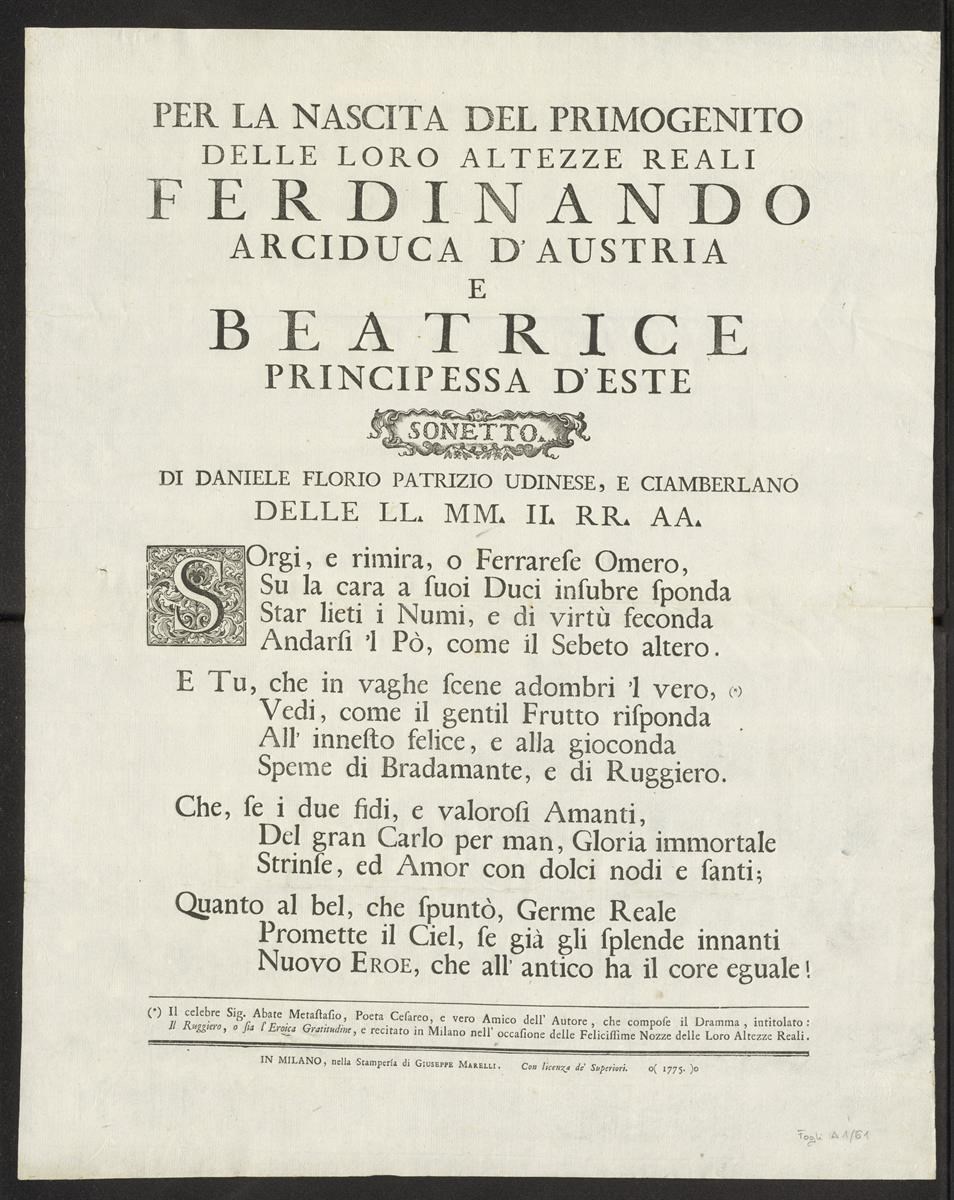 PER LA NASCITA DEL PRIMOGENITO
DELLE LORO ALTEZZE REALI
FERDINANDO
ARCIDUCA D'AUSTRIA
E
BEATRICE
PRINCIPESSA D'ESTE
SONETTO.
DI DANIELE FLORIO PATRIZIO UDINESE, E CIAMBERLANO
DELLE LL. MM. II. RR. AA.
SOrgi, e rimira, o Ferrareſe Omero,
Su la cara a ſuoi Duci inſubre ſponda
Star lieti i Numi, e di virtù feconda
Andarſi 'l Pò, come il Sebeto altero.
E Tu, che in vaghe ſcene adombri 'l vero, (*)
Vedi, come il gentil Frutto riſponda
All' inneſto felice, e alla gioconda
Speme di Bradamante, e di Ruggiero.
Che, ſe i due fidi, e valoroſi Amanti,
Del gran Carlo per man, Gloria immortale
Strinſe, ed Amor con dolci nodi e ſanti;
Quanto al bel, che ſpuntò, Germe Reale
Promette il Ciel, ſe già gli ſplende innanti
Nuovo EROE, che all' antico ha il core eguale!
(*) Il celebre Sig. Abate Metaſtaſio, Poeta Ceſareo, e vero Amico dell' Autore, che compoſe il Dramma, intitolato:
Il Ruggiero, o ſia l'Eroica Gratitudine, e recitato in Milano nell' occaſione delle Feliciſſime Nozze delle Loro Altezze Reali.
IN MILANO, nella Stampería di GIUSEPPE MARELLI. Con licenza de' Superiori. o( 1775. )o
Fogli A 1/61